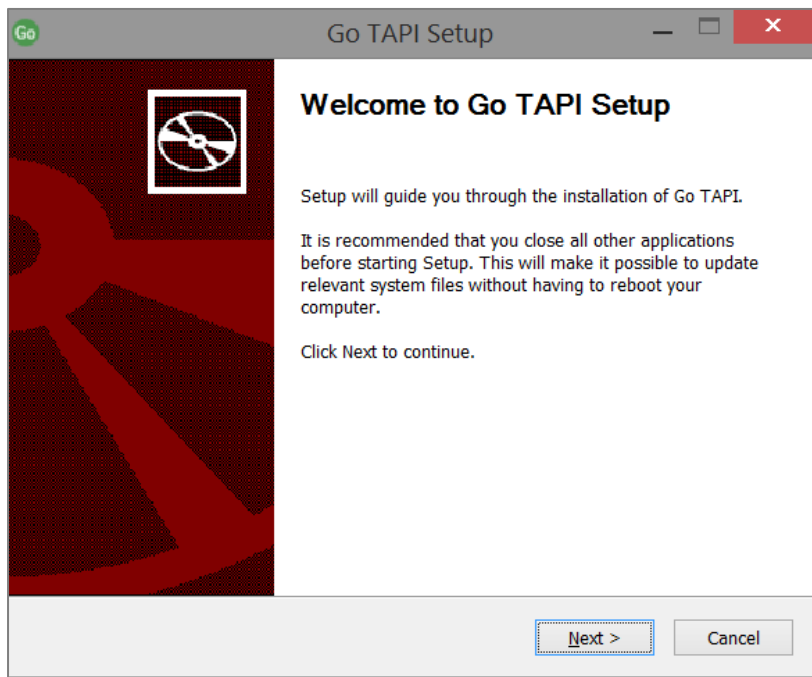 Go
Go TAPI Setup
Welcome to Go TAPI Setup
Setup will guide you through the installation of Go TAPI.
It is recommended that you close all other applications
before starting Setup. This will make it possible to update
relevant system files without having to reboot your
computer.
Click Next to continue.
Next >
Cancel